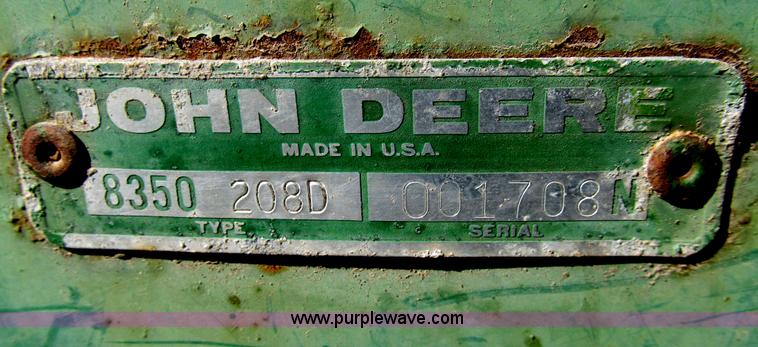 JOHN DEERE
MADE IN U.S.A.
8350 208D 001708N
TYPE SERIAL
www.purplewave.com